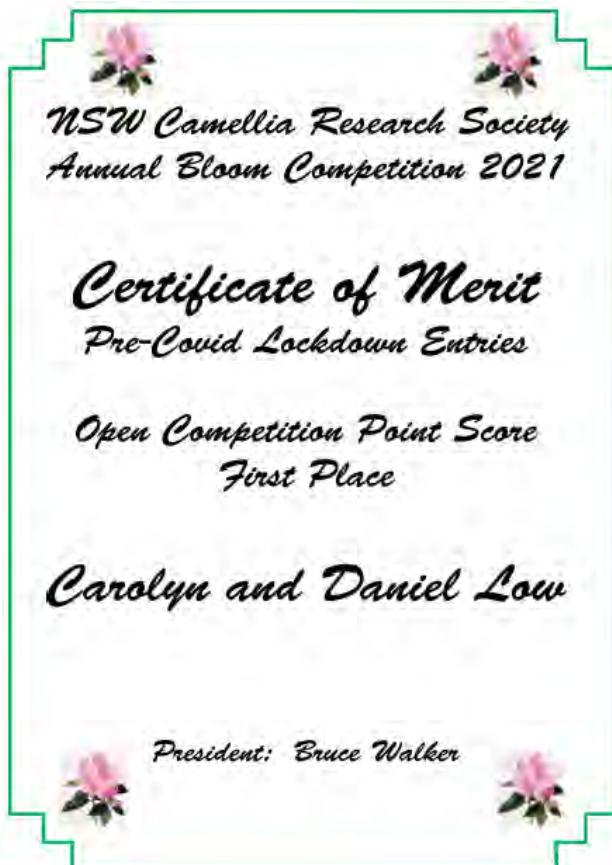 NSW Camellia Research Society
Annual Bloom Competition 2021
Certificate of Merit
Pre-Covid Lockdown Entries
Open Competition Point Score
First Place
Carolyn and Daniel Low
President: Bruce Walker